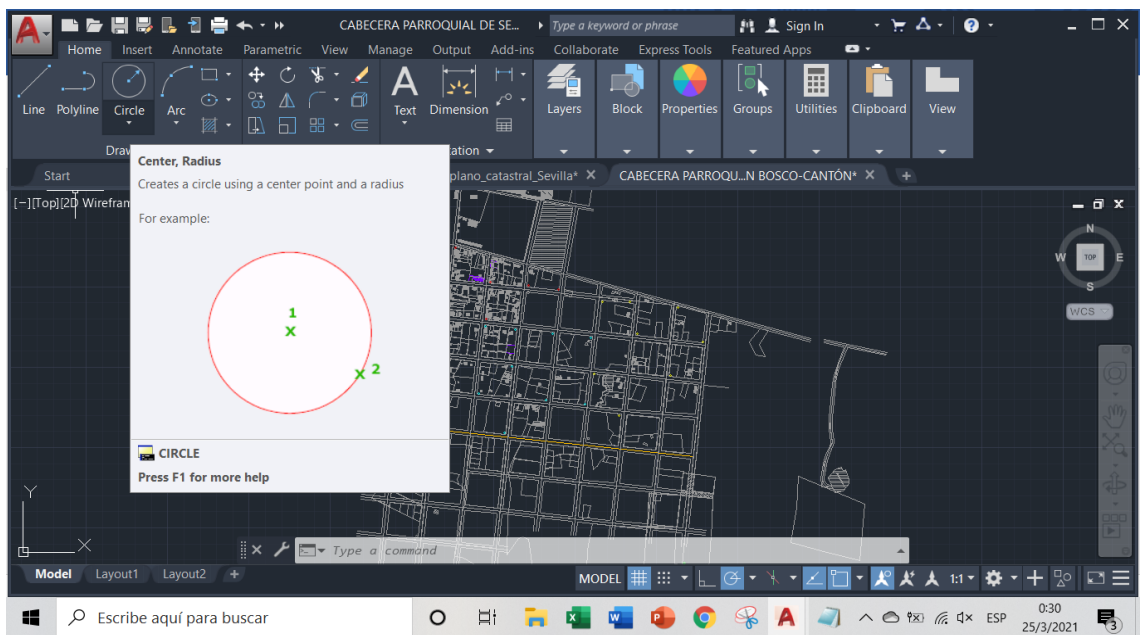 CABECERA PARROQUIAL DE SE... Type a keyword or phrase Sign In
Home Insert Annotate Parametric View Manage Output Add-ins Collaborate Express Tools Featured Apps
Line Polyline Circle Arc Text Dimension Layers Block Properties Groups Utilities Clipboard View
Draw
tation
Start
plano_catastral_Sevilla* CABECERA PARROQU...N BOSCO-CANTÓN*
[−][Top][2D Wirefram
Center, Radius
Creates a circle using a center point and a radius
For example:
1
2
CIRCLE
Press F1 for more help
N
W TOP E
S
WCS
Y
X
Type a command
Model Layout1 Layout2 +
MODEL 1:1
Escribe aquí para buscar
ESP
0:30
25/3/2021
3